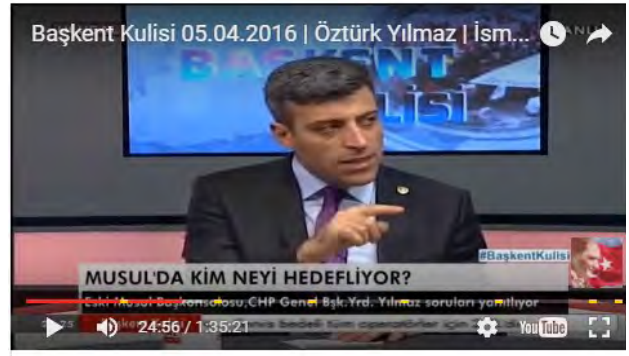 Başkent Kulisi 05.04.2016 | Öztürk Yılmaz | İsm...
BAŞKENT
KULİSİ
#BaşkentKulisi
MUSUL'DA KİM NEYİ HEDEFLİYOR?
Eski Musul Başkonsolosu,CHP Genel Bşk.Yrd. Yılmaz soruları yanıtlıyor
24:56 / 1:35:21
YouTube